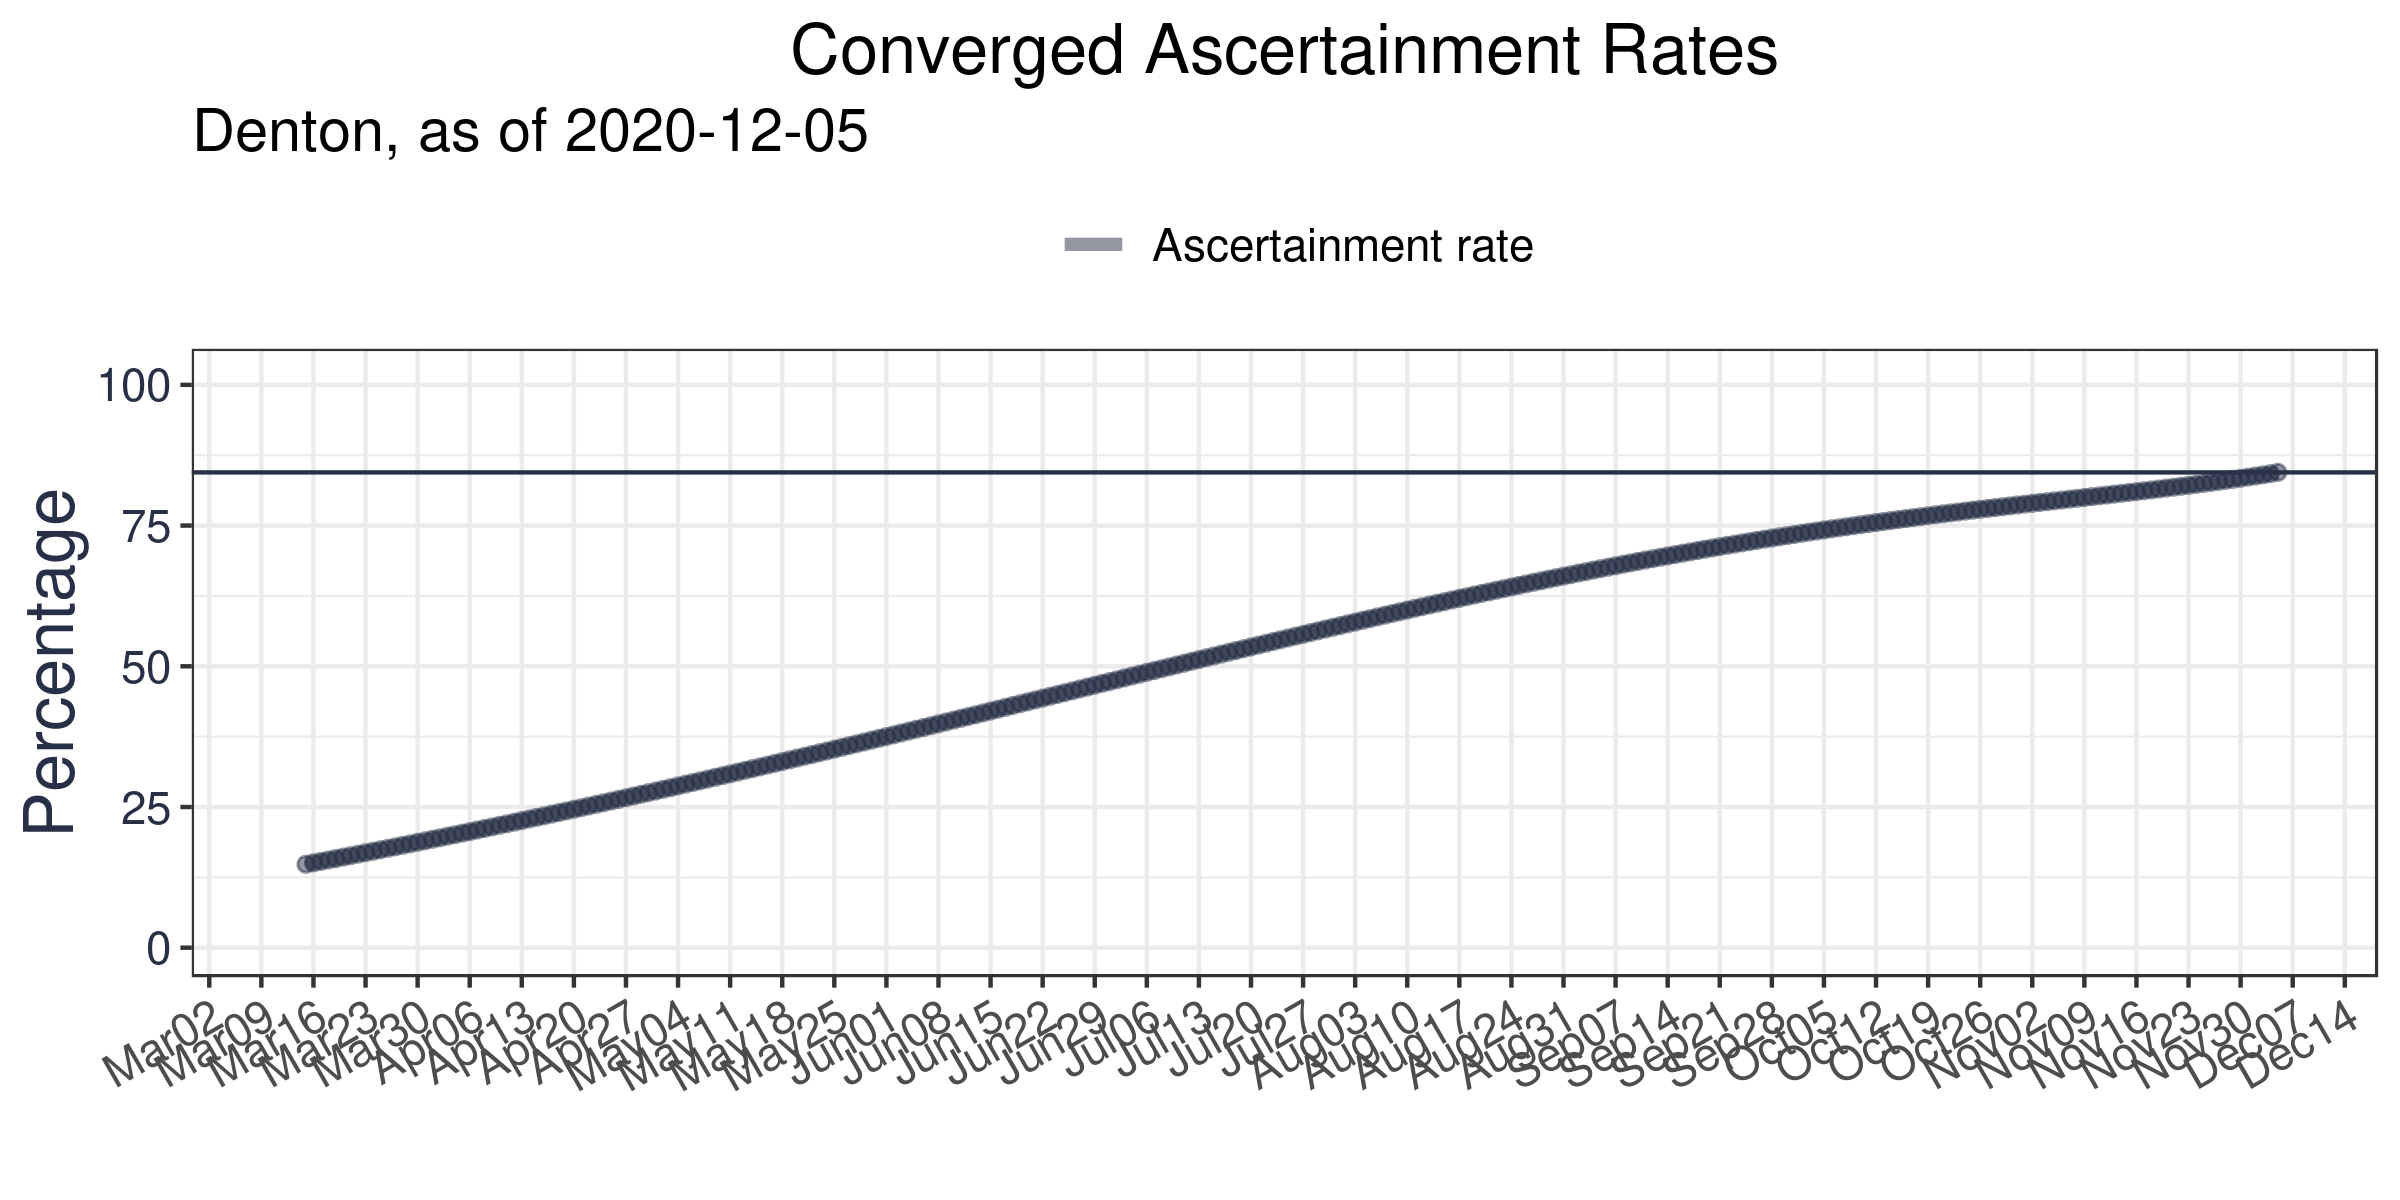 Converged Ascertainment Rates
Denton, as of 2020-12-05
Ascertainment rate
Percentage
100
75
50
25
0
Mar02 Mar09 Mar16 Mar23 Mar30 Apr06 Apr13 Apr20 Apr27 May04 May11 May18 May25 Jun01 Jun08 Jun15 Jun22 Jun29 Jul06 Jul13 Jul20 Jul27 Aug03 Aug10 Aug17 Aug24 Aug31 Sep07 Sep14 Sep21 Sep28 Oct05 Oct12 Oct19 Oct26 Nov02 Nov09 Nov16 Nov23 Nov30 Dec07 Dec14